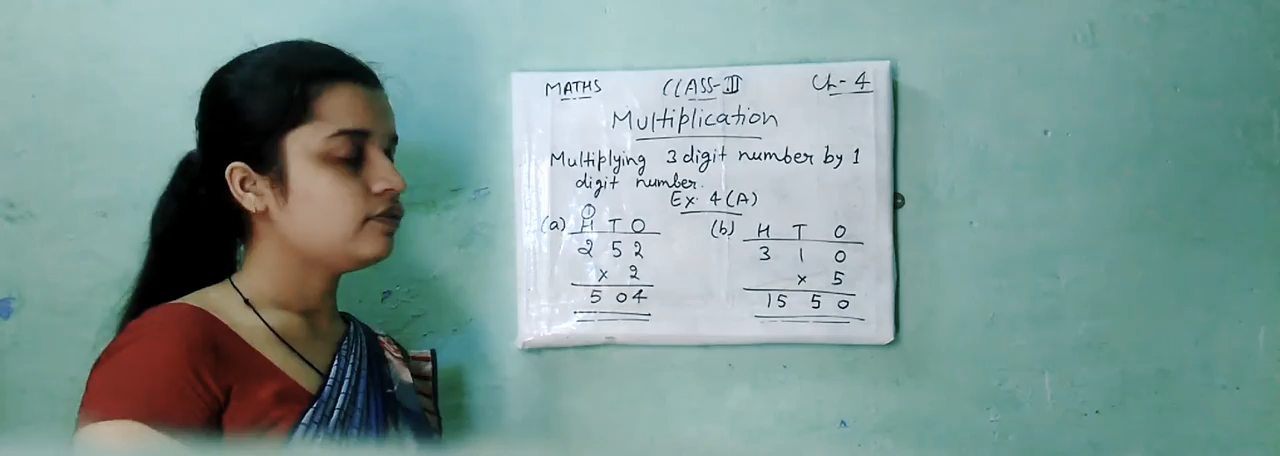 MATHS CLASS-III Ch-4
Multiplication
Multiplying 3 digit number by 1
digit number.
Ex. 4(A)
(a) ① H T O (b) H T O
2 5 2 3 1 0
x 2 x 5
5 0 4 15 5 0